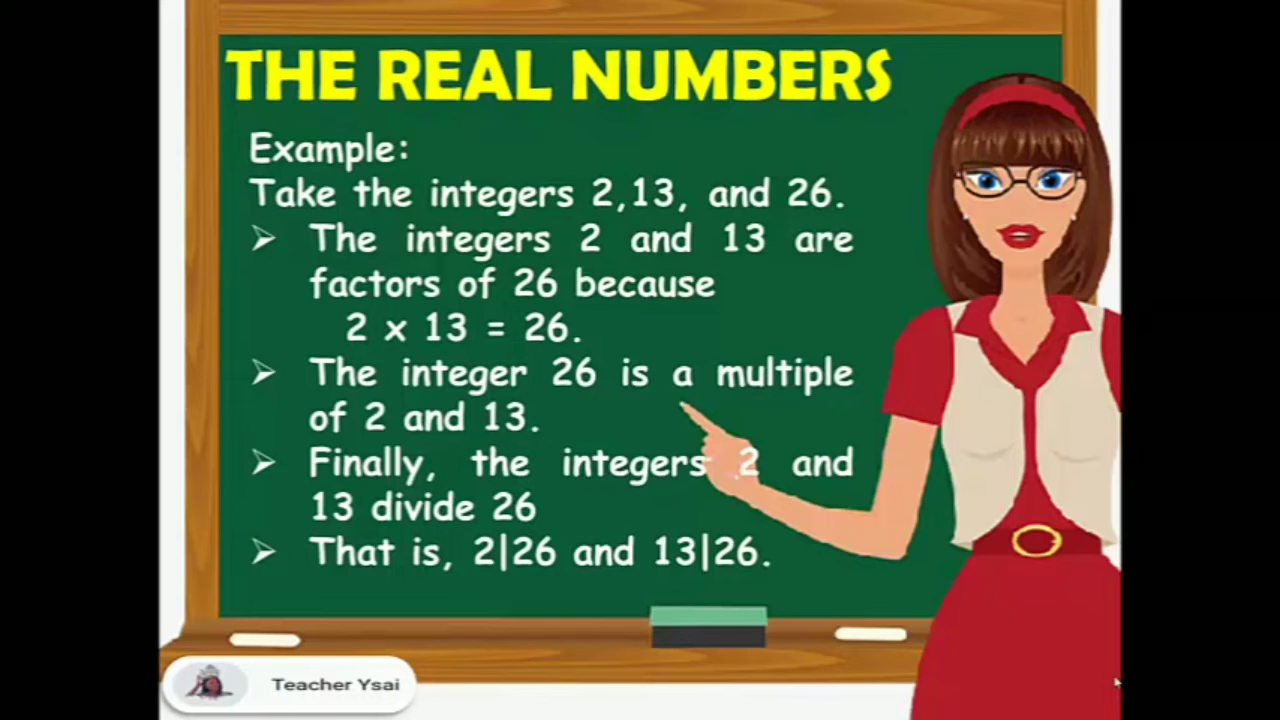 THE REAL NUMBERS
Example:
Take the integers 2,13, and 26.
➢ The integers 2 and 13 are
factors of 26 because
2 x 13 = 26.
➢ The integer 26 is a multiple
of 2 and 13.
➢ Finally, the integers 2 and
13 divide 26
➢ That is, 2|26 and 13|26.
Teacher Ysai